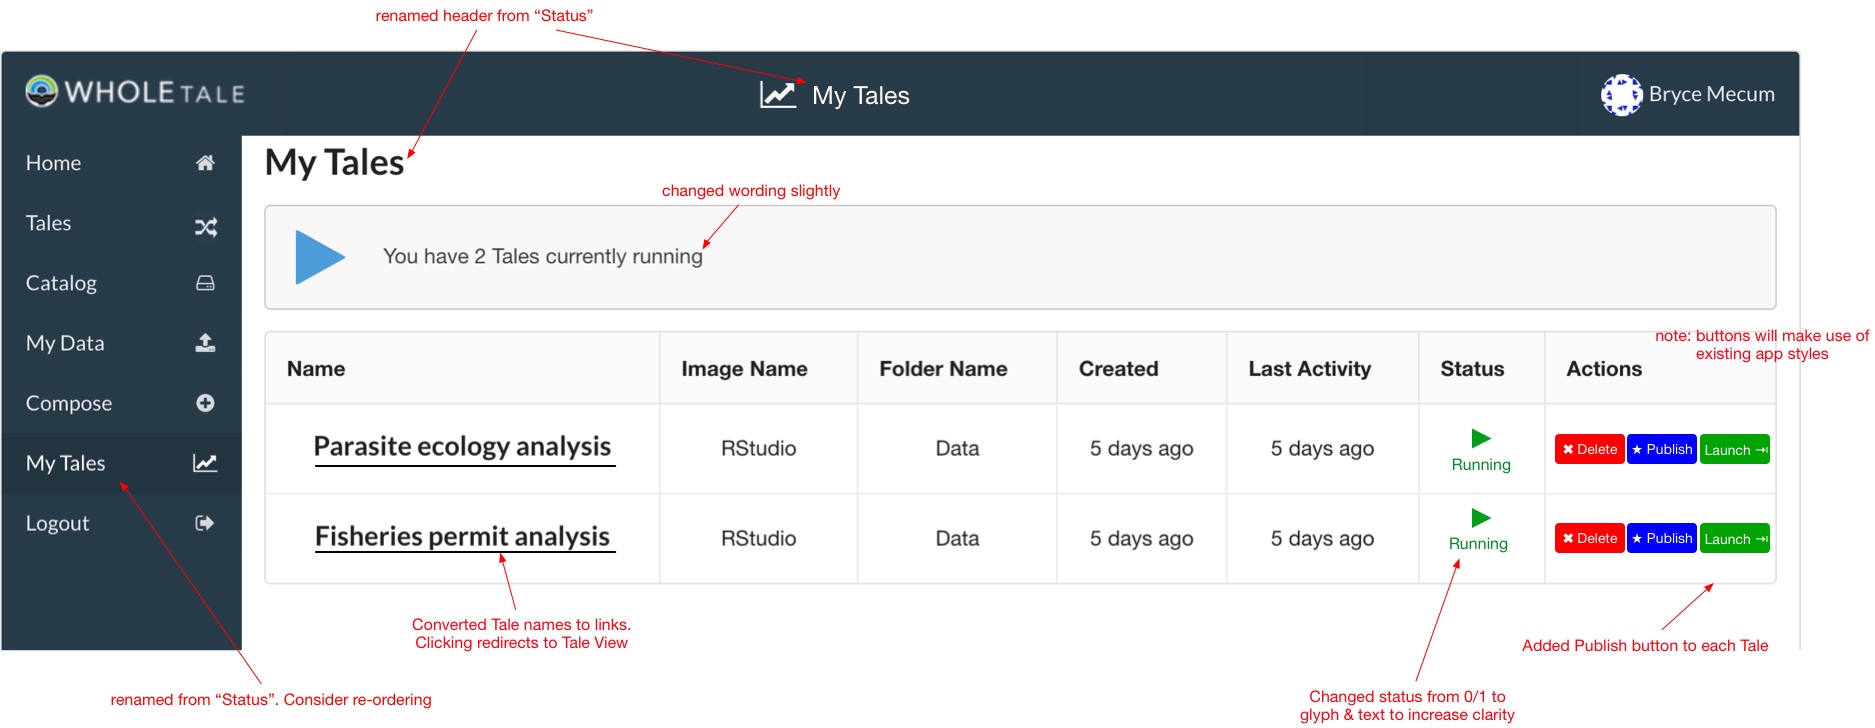 renamed header from “Status”
WHOLETALE
My Tales
Bryce Mecum
Home
Tales
Catalog
My Data
Compose
My Tales
Logout
My Tales
changed wording slightly
You have 2 Tales currently running
note: buttons will make use of
existing app styles
Name Image Name Folder Name Created Last Activity Status Actions
Parasite ecology analysis RStudio Data 5 days ago 5 days ago Running ✖ Delete ★ Publish Launch ⇥
Fisheries permit analysis RStudio Data 5 days ago 5 days ago Running ✖ Delete ★ Publish Launch ⇥
Converted Tale names to links.
Clicking redirects to Tale View
Added Publish button to each Tale
renamed from “Status”. Consider re-ordering
Changed status from 0/1 to
glyph & text to increase clarity